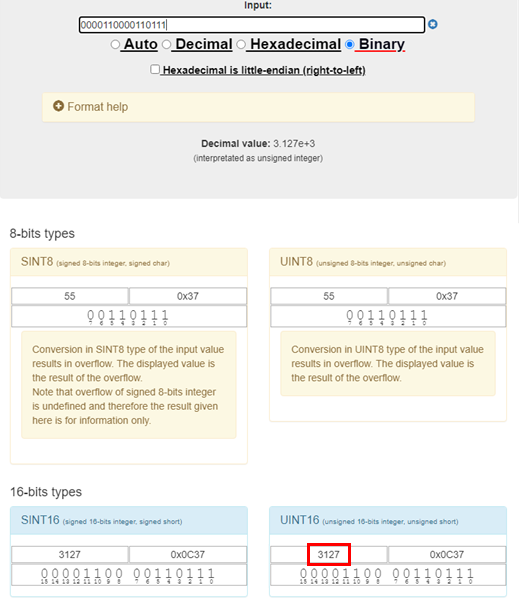 Input:
0000110000110111
Auto Decimal Hexadecimal Binary
Hexadecimal is little-endian (right-to-left)
Format help
Decimal value: 3.127e+3
(interpretated as unsigned integer)
8-bits types
SINT8 (signed 8-bits integer, signed char)
55 0x37
0 0 1 1 0 1 1 1
7 6 5 4 3 2 1 0
Conversion in SINT8 type of the input value
results in overflow. The displayed value is
the result of the overflow.
Note that overflow of signed 8-bits integer
is undefined and therefore the result given
here is for information only.
UINT8 (unsigned 8-bits integer, unsigned char)
55 0x37
0 0 1 1 0 1 1 1
7 6 5 4 3 2 1 0
Conversion in UINT8 type of the input value
results in overflow. The displayed value is
the result of the overflow.
16-bits types
SINT16 (signed 16-bits integer, signed short)
3127 0x0C37
0 0 0 0 1 1 0 0 0 0 1 1 0 1 1 1
15 14 13 12 11 10 9 8 7 6 5 4 3 2 1 0
UINT16 (unsigned 16-bits integer, unsigned short)
3127 0x0C37
0 0 0 0 1 1 0 0 0 0 1 1 0 1 1 1
15 14 13 12 11 10 9 8 7 6 5 4 3 2 1 0